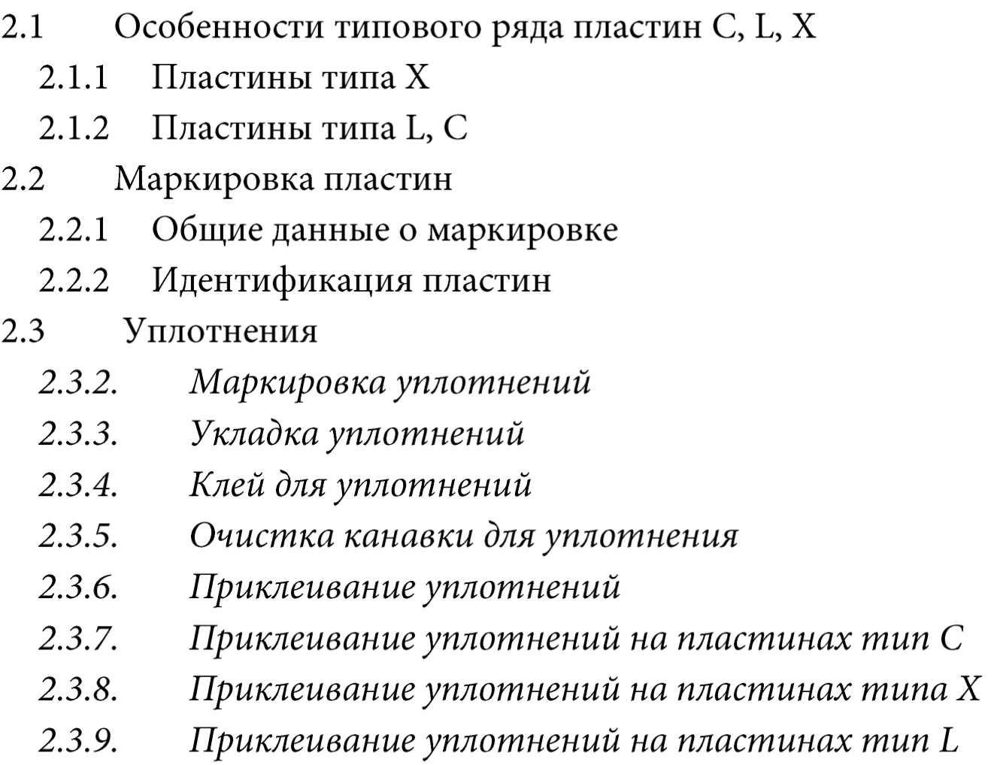 2.1 Особенности типового ряда пластин C, L, X
2.1.1 Пластины типа X
2.1.2 Пластины типа L, C
2.2 Маркировка пластин
2.2.1 Общие данные о маркировке
2.2.2 Идентификация пластин
2.3 Уплотнения
2.3.2. Маркировка уплотнений
2.3.3. Укладка уплотнений
2.3.4. Клей для уплотнений
2.3.5. Очистка канавки для уплотнения
2.3.6. Приклеивание уплотнений
2.3.7. Приклеивание уплотнений на пластинах тип C
2.3.8. Приклеивание уплотнений на пластинах типа X
2.3.9. Приклеивание уплотнений на пластинах тип L